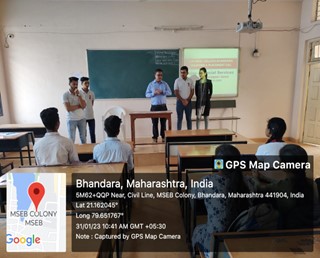 GPS Map Camera
Bhandara, Maharashtra, India
5M62+QQP Near, Civil Line, MSEB Colony, Bhandara, Maharashtra 441904, India
Lat 21.162045°
Long 79.651767°
31/01/23 10:41 AM GMT +05:30
Note : Captured by GPS Map Camera
MSEB COLONY
MSEB
Google